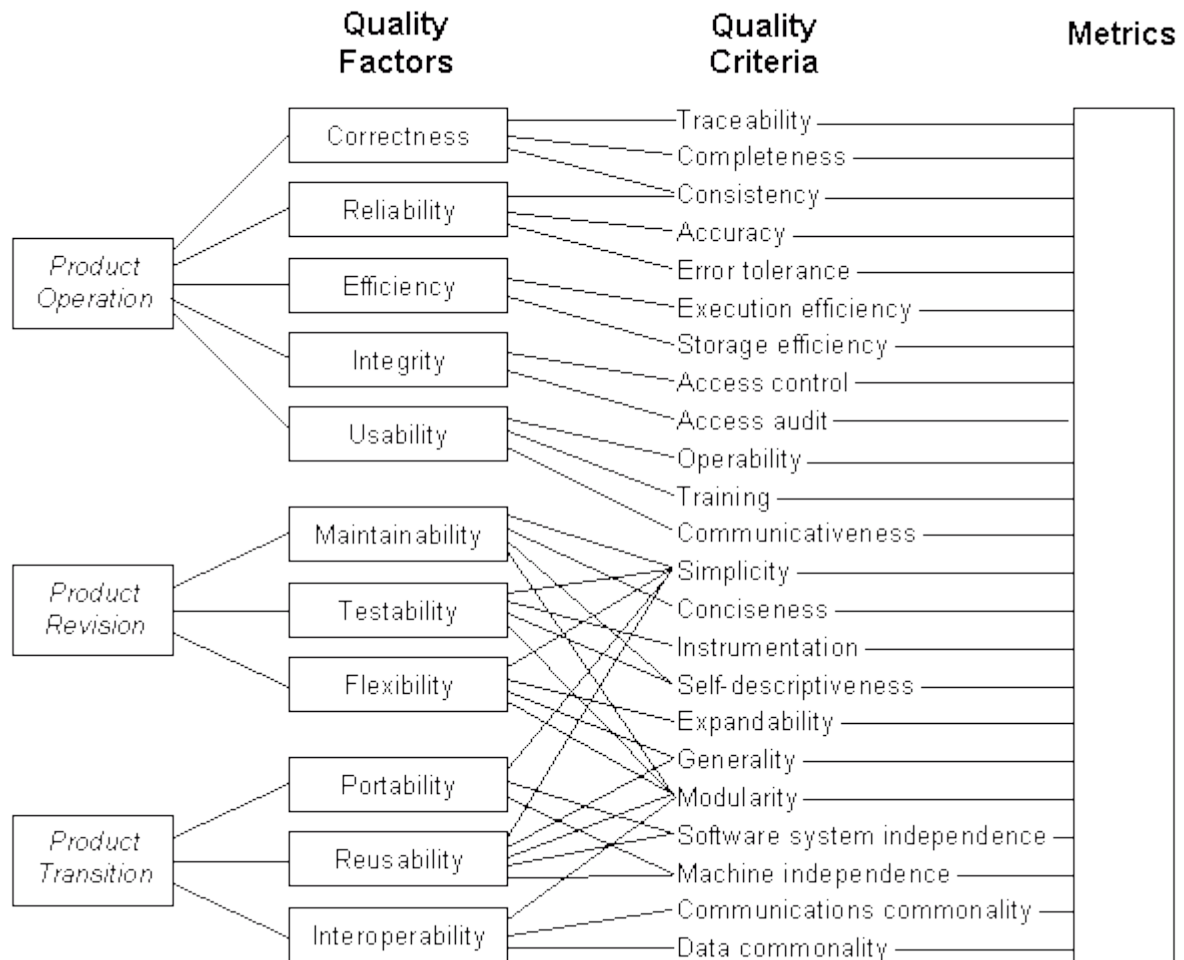 Quality
Factors
Quality
Criteria
Metrics
Product
Operation
Product
Revision
Product
Transition
Correctness
Reliability
Efficiency
Integrity
Usability
Maintainability
Testability
Flexibility
Portability
Reusability
Interoperability
Traceability
Completeness
Consistency
Accuracy
Error tolerance
Execution efficiency
Storage efficiency
Access control
Access audit
Operability
Training
Communicativeness
Simplicity
Conciseness
Instrumentation
Self-descriptiveness
Expandability
Generality
Modularity
Software system independence
Machine independence
Communications commonality
Data commonality